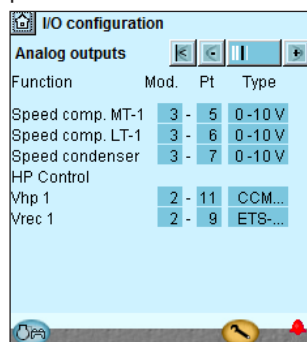 I/O configuration
Analog outputs
Function Mod. Pt Type
Speed comp. MT-1 3 - 5 0 -10 V
Speed comp. LT-1 3 - 6 0 -10 V
Speed condenser 3 - 7 0 -10 V
HP Control
Vhp 1 2 - 11 CCM...
Vrec 1 2 - 9 ETS-...